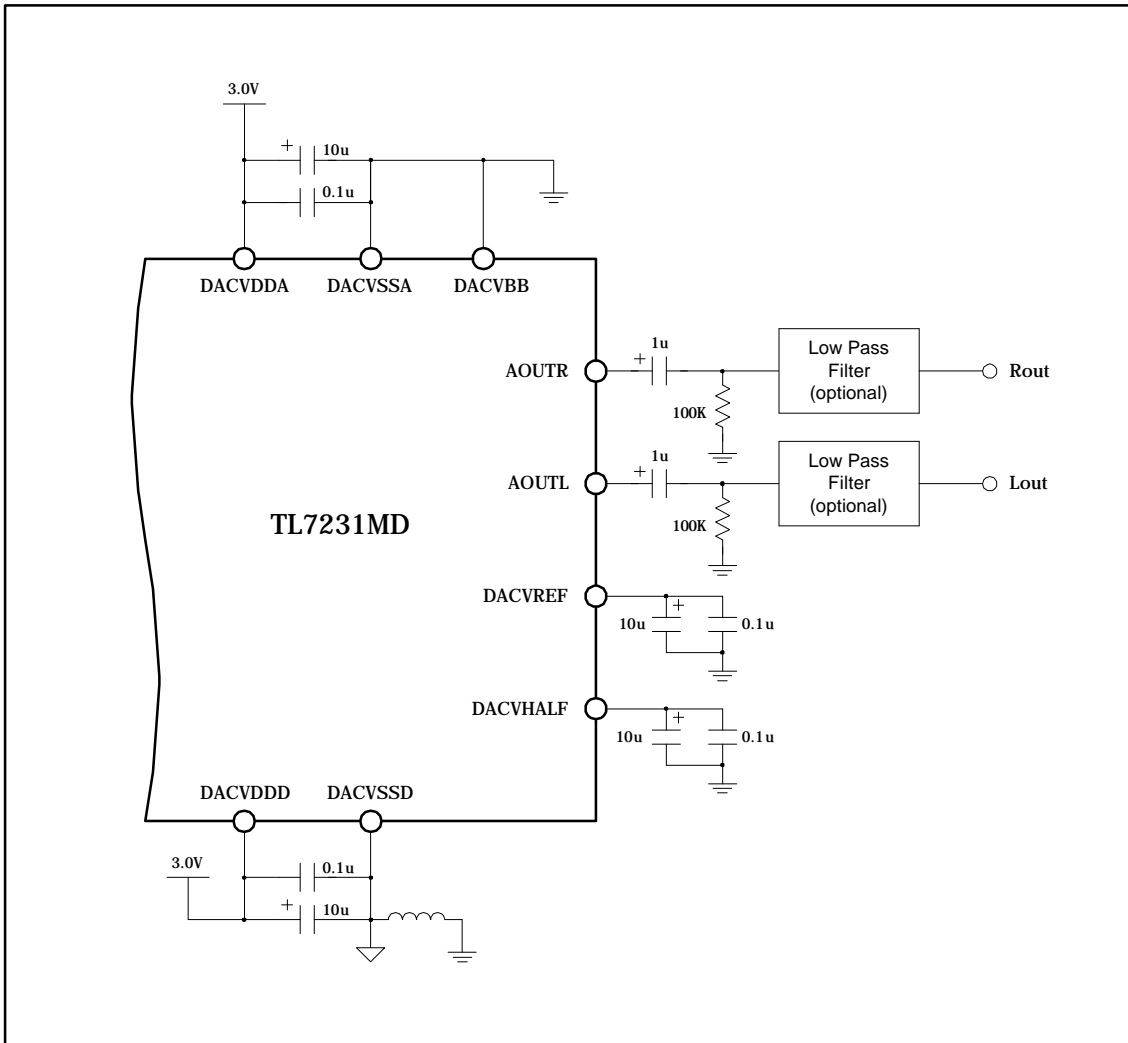 3.0V
+
10u
0.1u
DACVDDA
DACVSSA
DACVBB
AOUTR
+
1u
100K
Low Pass
Filter
(optional)
Rout
AOUTL
+
1u
100K
Low Pass
Filter
(optional)
Lout
TL7231MD
DACVREF
+
10u
0.1u
DACVHALF
+
10u
0.1u
DACVDDD
DACVSSD
3.0V
0.1u
+
10u